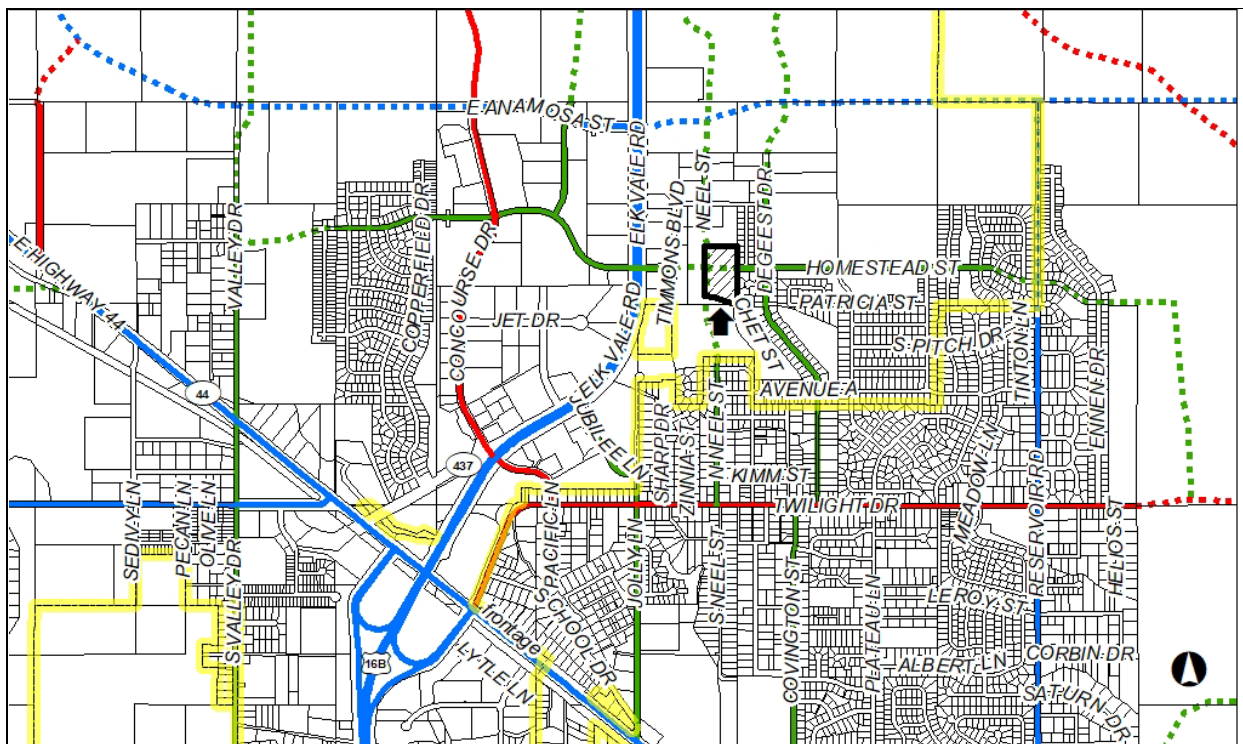 E ANAMOSA ST
ELK VALE RD
NEEL ST
TIMMONS BLVD
DEGEEST DR
VALLEY DR
COPPERFIELD DR
CONCOURSE DR
E HIGHWAY 44
HOMESTEAD ST
PATRICIA ST
CHET ST
JET DR
S PITCH DR
ELK VALE RD
TINTON LN
ENNEN DR
AVENUE A
44
JUBILEE LN
SHARP DR
ZINNIA ST
N NEEL ST
437
KIMM ST
MEADOW LN
TWILIGHT DR
SEDIVY LN
PECAN LN
OLIVE LN
S VALLEY DR
S PACIFIC LN
JOLLY LN
S NEEL ST
COVINGTON ST
PLATEAU LN
LEROY ST
RESERVOIR RD
HELIOS ST
frontage
S SCHOOL DR
LYTLE LN
ALBERT LN
CORBIN DR
SATURN DR
16B